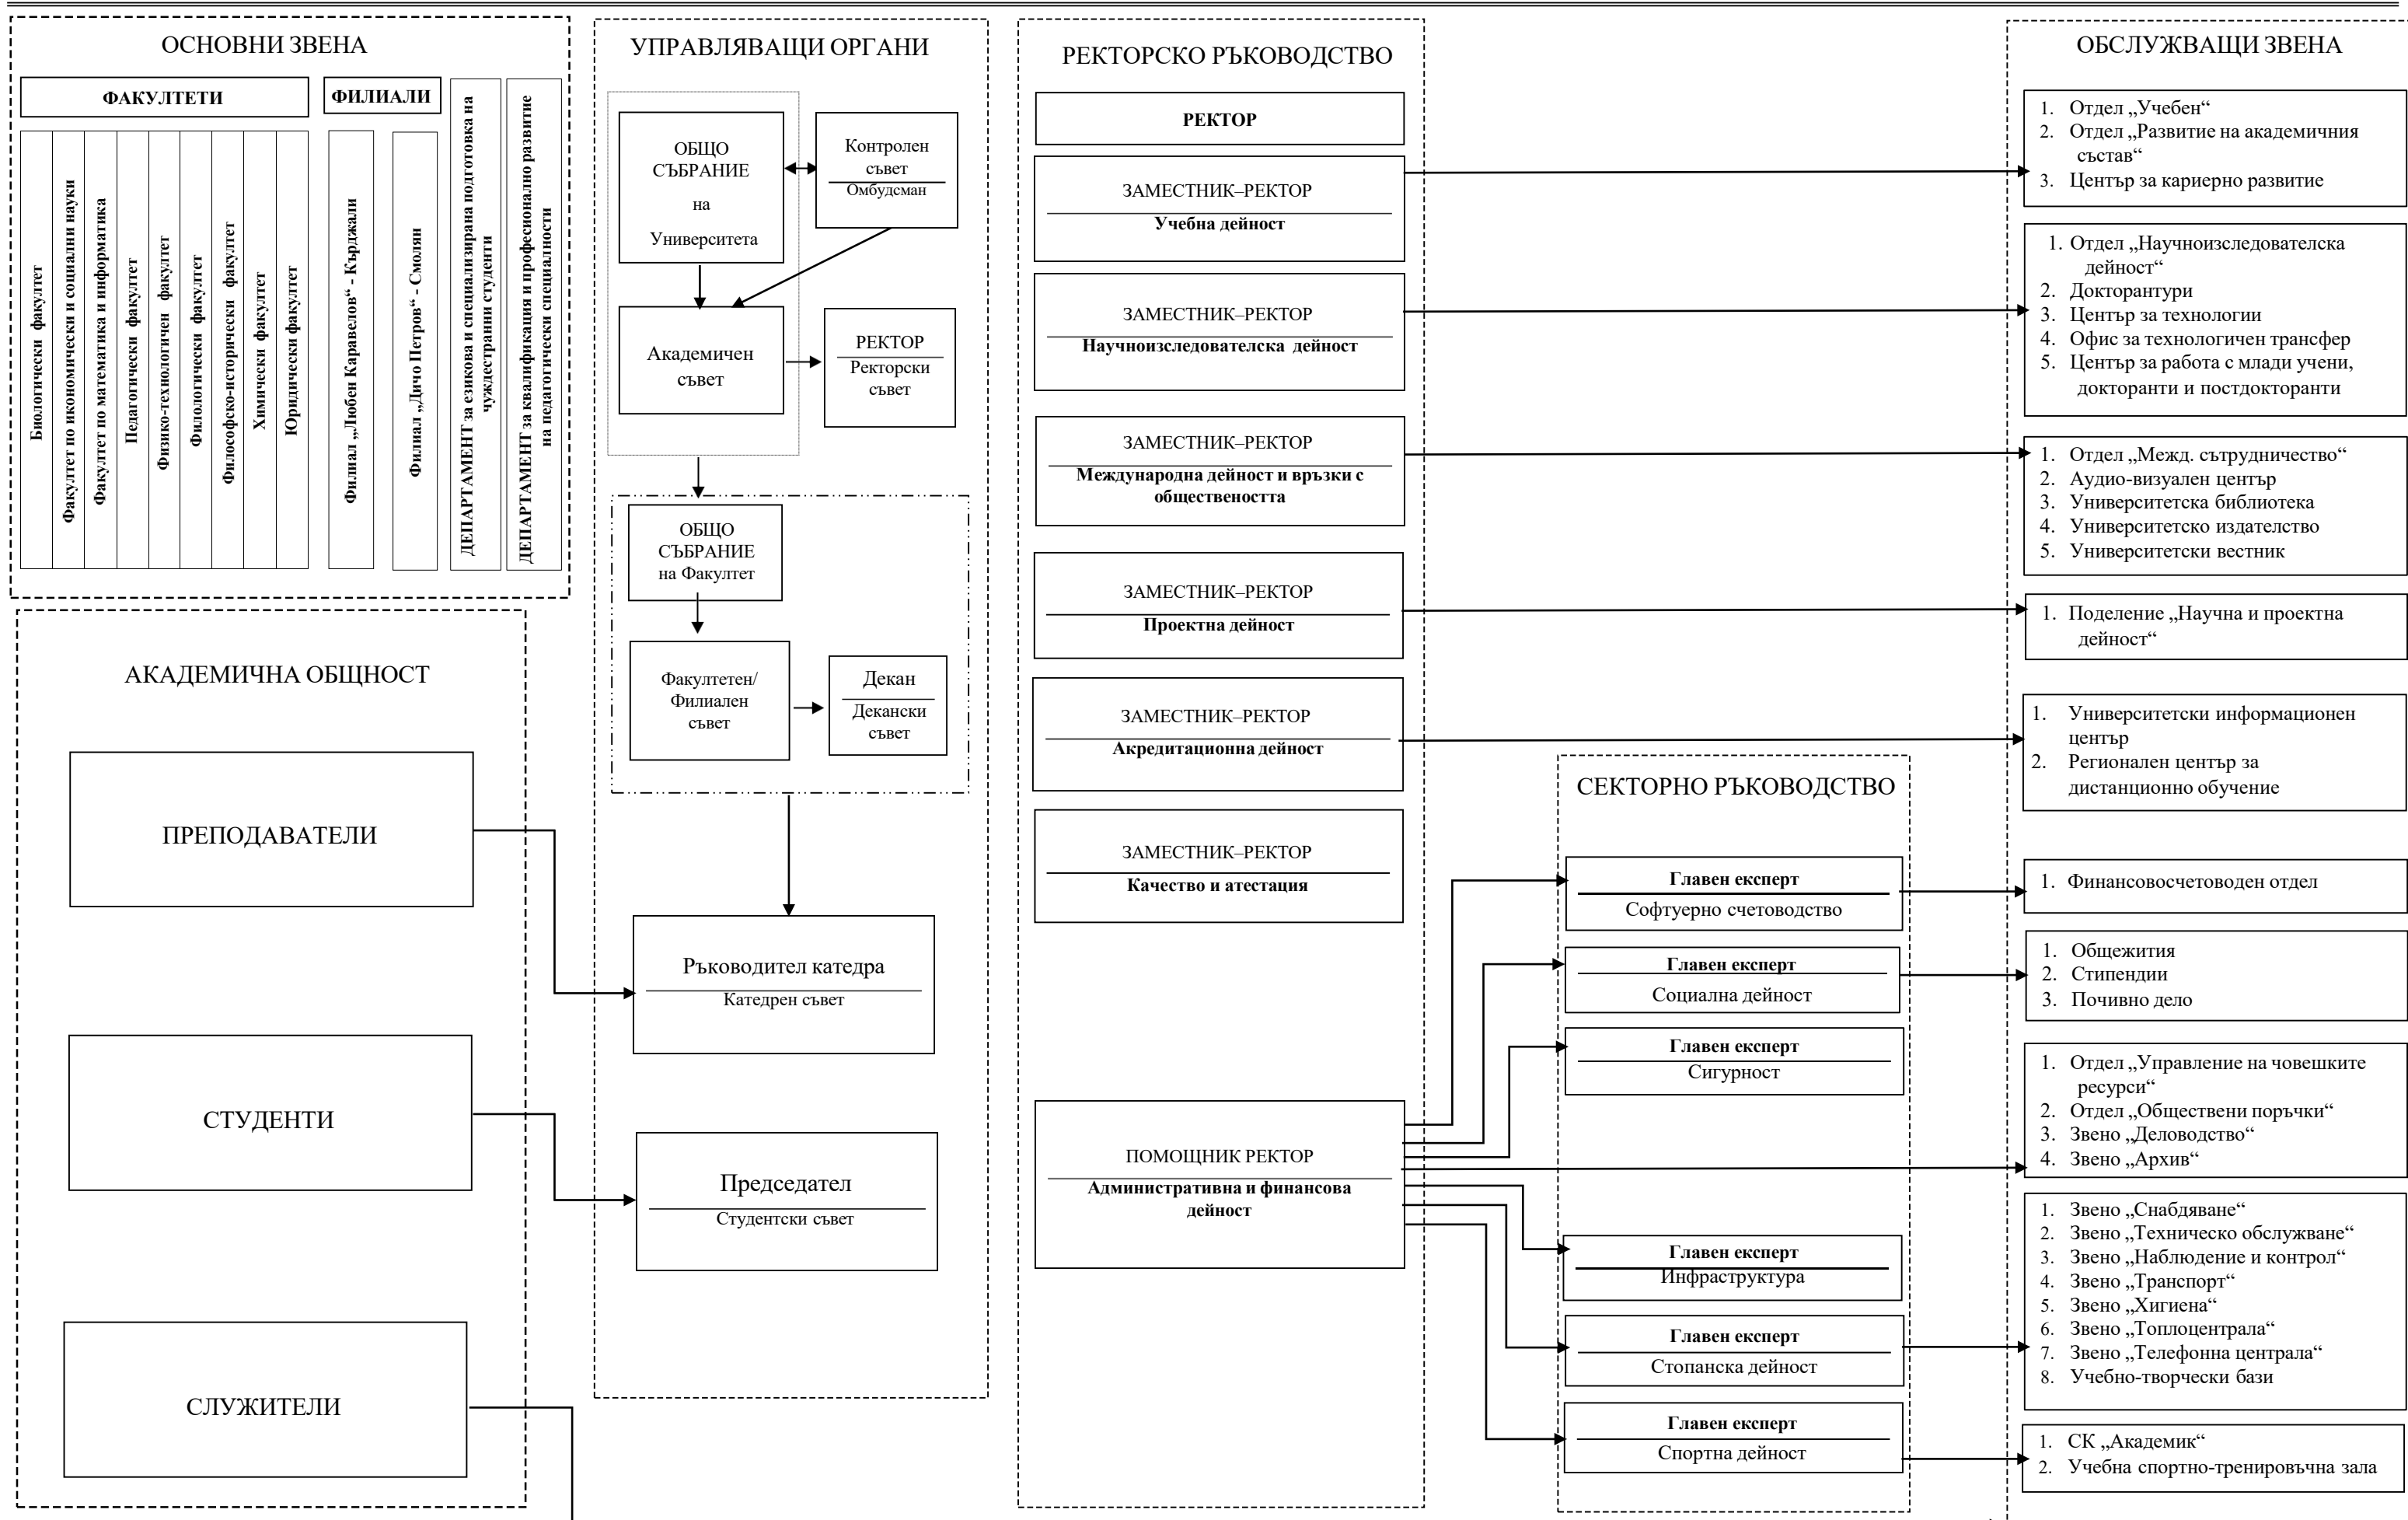 ОСНОВНИ ЗВЕНА
ФАКУЛТЕТИ
ФИЛИАЛИ
Биологически факултет
Факултет по икономически и социални науки
Факултет по математика и информатика
Педагогически факултет
Физико-технологичен факултет
Филологически факултет
Философско-исторически факултет
Химически факултет
Юридически факултет
Филиал „Любен Каравелов“ - Кърджали
Филиал „Дичо Петров“ - Смолян
ДЕПАРТАМЕНТ за езикова и специализирана подготовка на
чуждестранни студенти
ДЕПАРТАМЕНТ за квалификация и професионално развитие
на педагогически специалности
АКАДЕМИЧНА ОБЩНОСТ
ПРЕПОДАВАТЕЛИ
СТУДЕНТИ
СЛУЖИТЕЛИ
УПРАВЛЯВАЩИ ОРГАНИ
ОБЩО
СЪБРАНИЕ
на
Университета
Контролен
съвет
Омбудсман
Академичен
съвет
РЕКТОР
Ректорски
съвет
ОБЩО
СЪБРАНИЕ
на Факултет
Факултетен/
Филиален
съвет
Декан
Декански
съвет
Ръководител катедра
Катедрен съвет
Председател
Студентски съвет
РЕКТОРСКО РЪКОВОДСТВО
РЕКТОР
ЗАМЕСТНИК–РЕКТОР
Учебна дейност
ЗАМЕСТНИК–РЕКТОР
Научноизследователска дейност
ЗАМЕСТНИК–РЕКТОР
Международна дейност и връзки с
обществеността
ЗАМЕСТНИК–РЕКТОР
Проектна дейност
ЗАМЕСТНИК–РЕКТОР
Акредитационна дейност
ЗАМЕСТНИК–РЕКТОР
Качество и атестация
ПОМОЩНИК РЕКТОР
Административна и финансова
дейност
СЕКТОРНО РЪКОВОДСТВО
Главен експерт
Софтуерно счетоводство
Главен експерт
Социална дейност
Главен експерт
Сигурност
Главен експерт
Инфраструктура
Главен експерт
Стопанска дейност
Главен експерт
Спортна дейност
ОБСЛУЖВАЩИ ЗВЕНА
1. Отдел „Учебен“
2. Отдел „Развитие на академичния
състав“
3. Център за кариерно развитие
1. Отдел „Научноизследователска
дейност“
2. Докторантури
3. Център за технологии
4. Офис за технологичен трансфер
5. Център за работа с млади учени,
докторанти и постдокторанти
1. Отдел „Межд. сътрудничество“
2. Аудио-визуален център
3. Университетска библиотека
4. Университетско издателство
5. Университетски вестник
1. Поделение „Научна и проектна
дейност“
1. Университетски информационен
център
2. Регионален център за
дистанционно обучение
1. Финансовосчетоводен отдел
1. Общежития
2. Стипендии
3. Почивно дело
1. Отдел „Управление на човешките
ресурси“
2. Отдел „Обществени поръчки“
3. Звено „Деловодство“
4. Звено „Архив“
1. Звено „Снабдяване“
2. Звено „Техническо обслужване“
3. Звено „Наблюдение и контрол“
4. Звено „Транспорт“
5. Звено „Хигиена“
6. Звено „Топлоцентрала“
7. Звено „Телефонна централа“
8. Учебно-творчески бази
1. СК „Академик“
2. Учебна спортно-тренировъчна зала